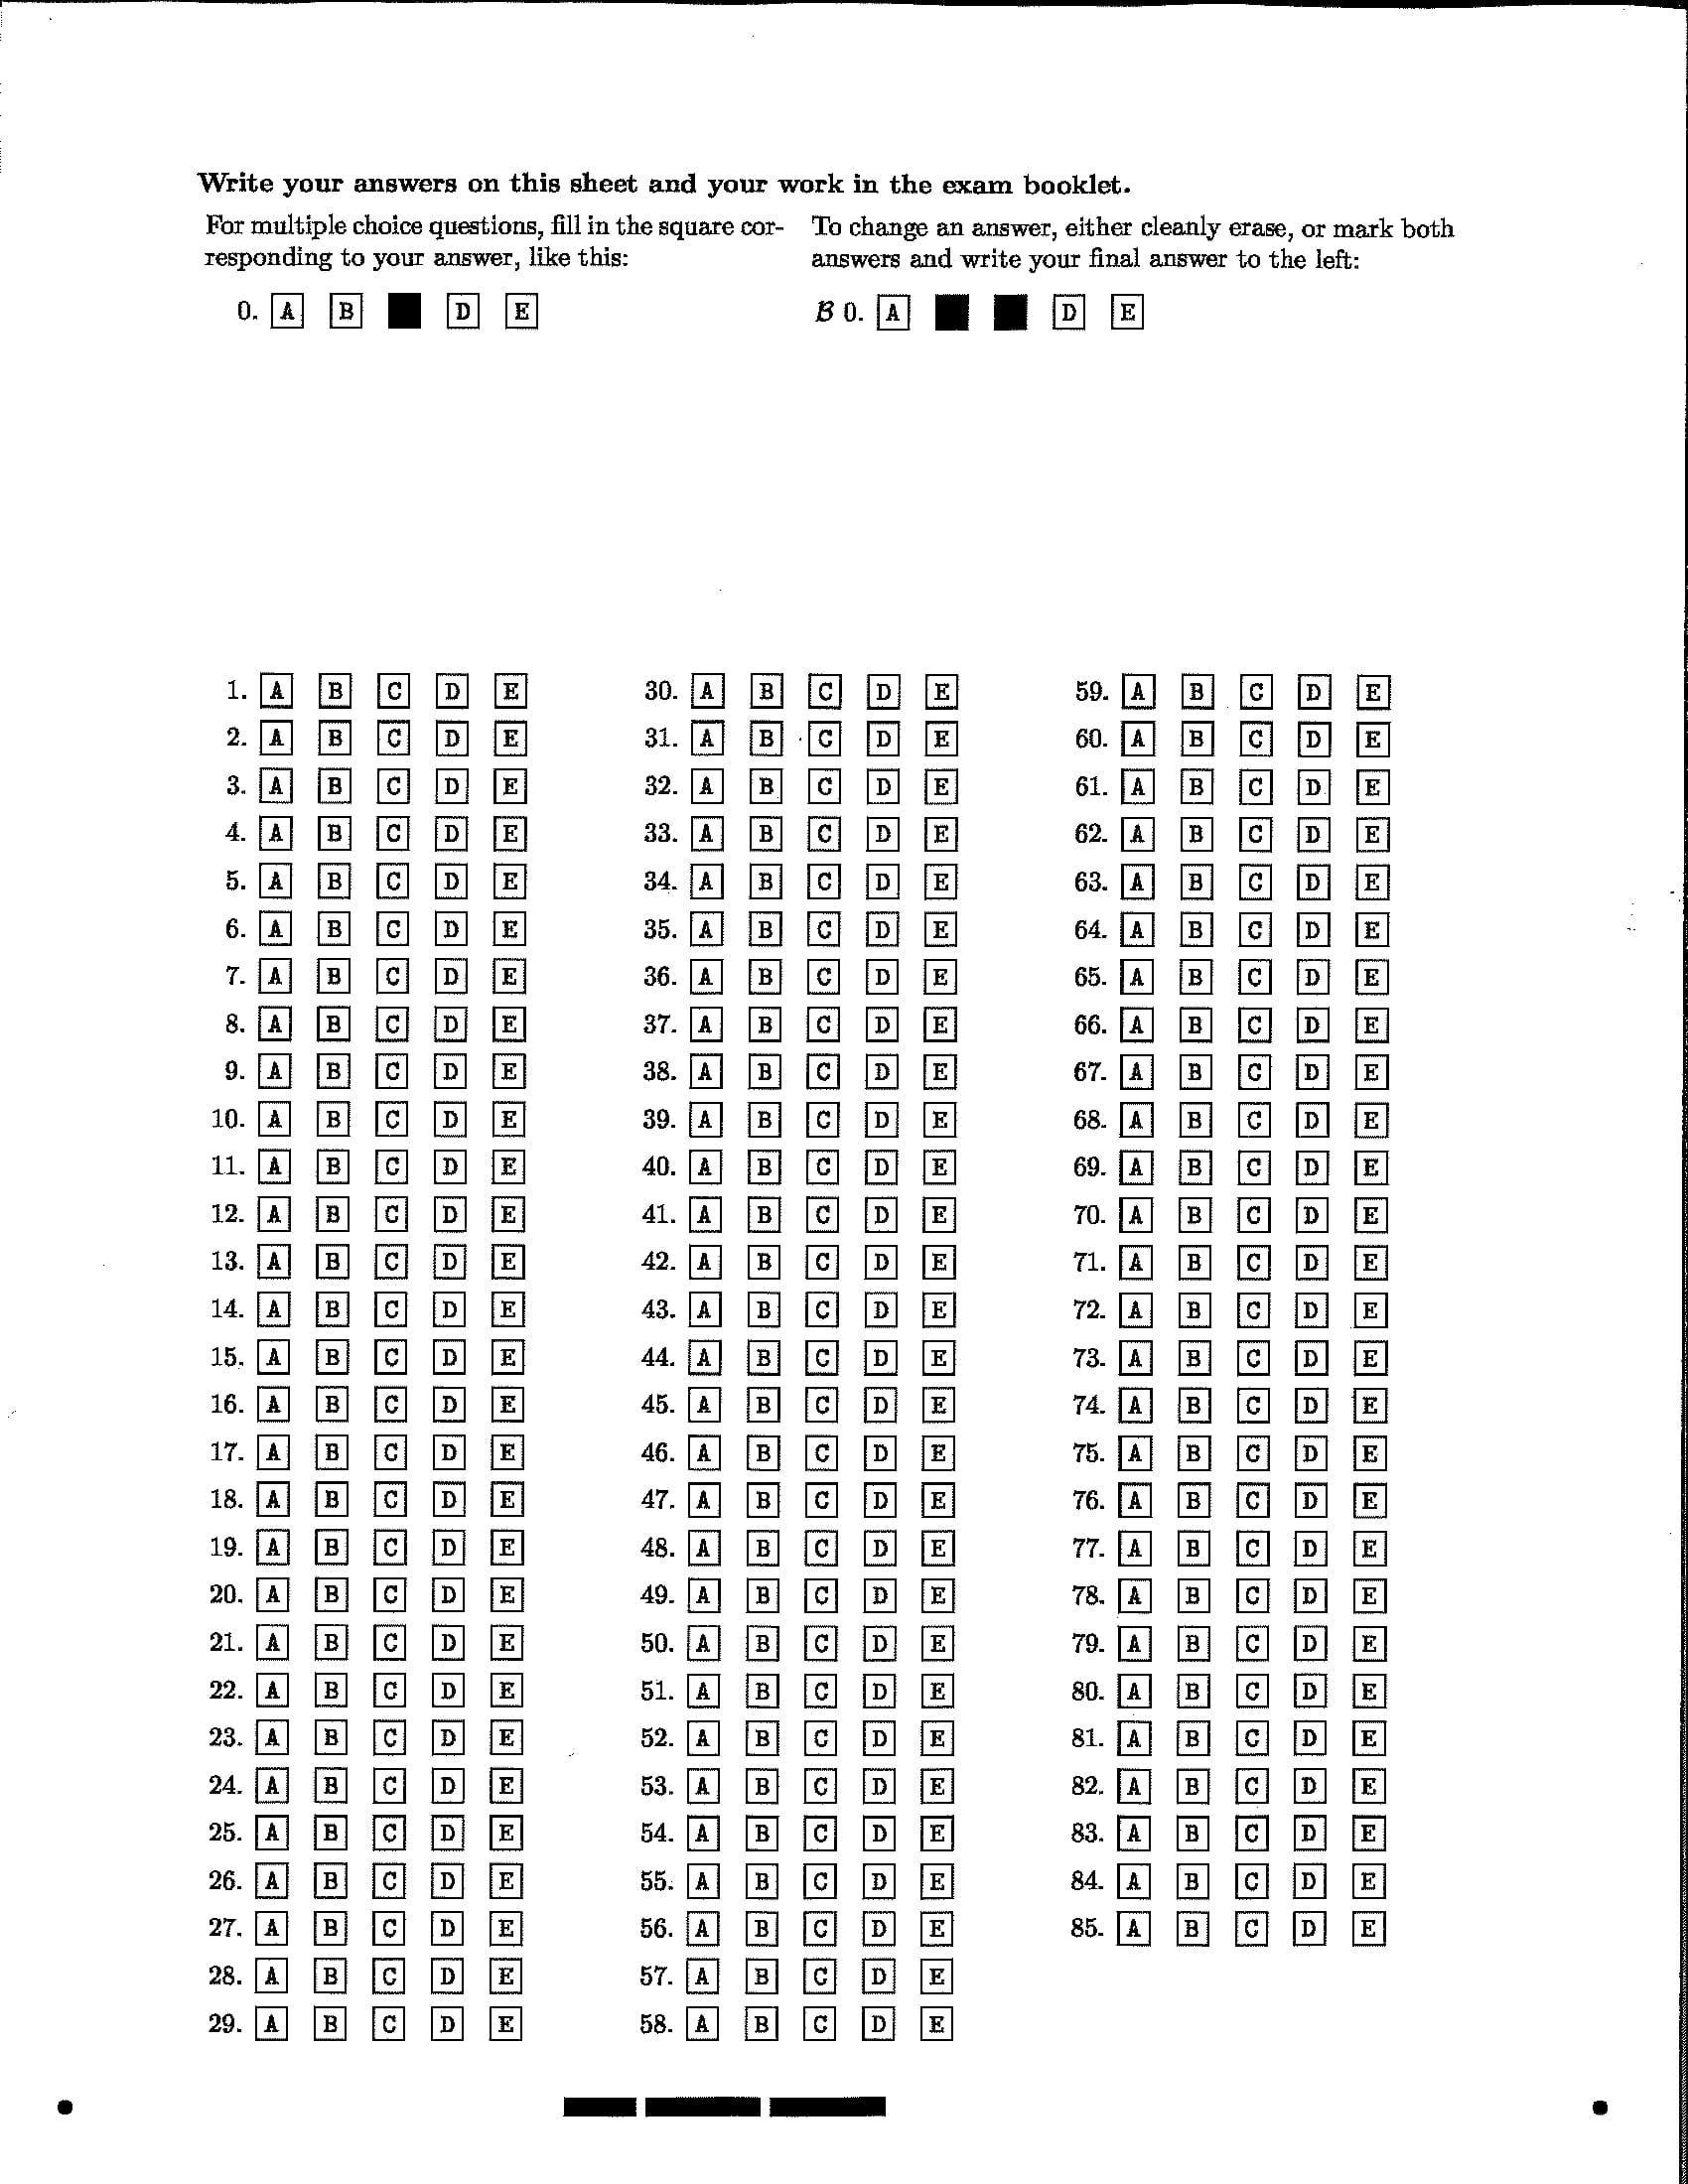 Write your answers on this sheet and your work in the exam booklet.
For multiple choice questions, fill in the square cor-
responding to your answer, like this:
0. A B D E
To change an answer, either cleanly erase, or mark both
answers and write your final answer to the left:
B 0. A D E
1. A B C D E
2. A B C D E
3. A B C D E
4. A B C D E
5. A B C D E
6. A B C D E
7. A B C D E
8. A B C D E
9. A B C D E
10. A B C D E
11. A B C D E
12. A B C D E
13. A B C D E
14. A B C D E
15. A B C D E
16. A B C D E
17. A B C D E
18. A B C D E
19. A B C D E
20. A B C D E
21. A B C D E
22. A B C D E
23. A B C D E
24. A B C D E
25. A B C D E
26. A B C D E
27. A B C D E
28. A B C D E
29. A B C D E
30. A B C D E
31. A B C D E
32. A B C D E
33. A B C D E
34. A B C D E
35. A B C D E
36. A B C D E
37. A B C D E
38. A B C D E
39. A B C D E
40. A B C D E
41. A B C D E
42. A B C D E
43. A B C D E
44. A B C D E
45. A B C D E
46. A B C D E
47. A B C D E
48. A B C D E
49. A B C D E
50. A B C D E
51. A B C D E
52. A B C D E
53. A B C D E
54. A B C D E
55. A B C D E
56. A B C D E
57. A B C D E
58. A B C D E
59. A B C D E
60. A B C D E
61. A B C D E
62. A B C D E
63. A B C D E
64. A B C D E
65. A B C D E
66. A B C D E
67. A B C D E
68. A B C D E
69. A B C D E
70. A B C D E
71. A B C D E
72. A B C D E
73. A B C D E
74. A B C D E
75. A B C D E
76. A B C D E
77. A B C D E
78. A B C D E
79. A B C D E
80. A B C D E
81. A B C D E
82. A B C D E
83. A B C D E
84. A B C D E
85. A B C D E